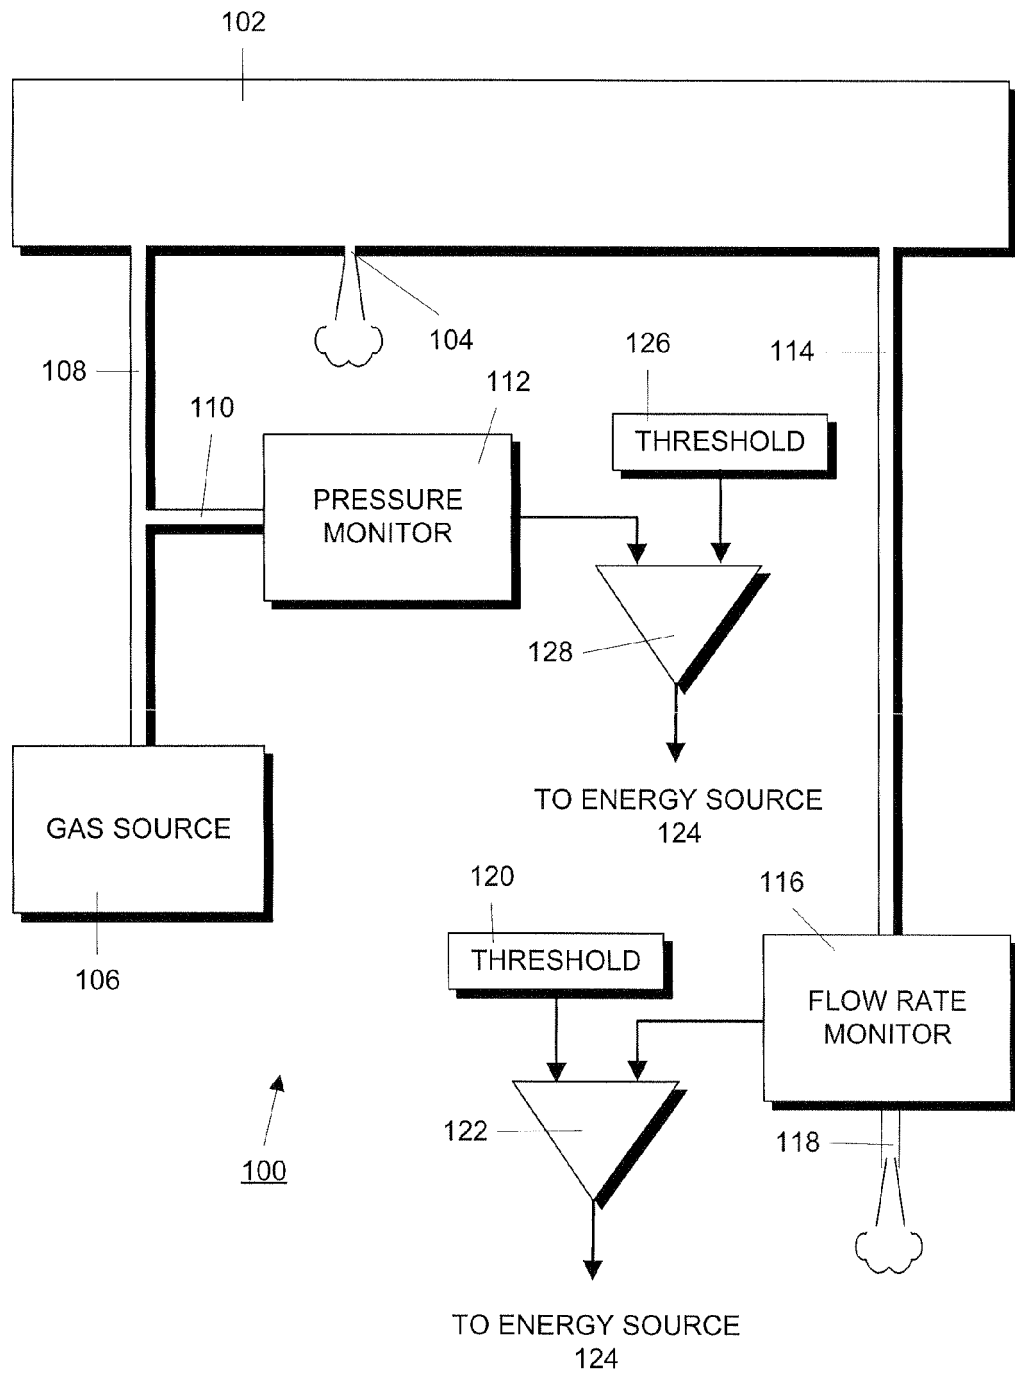 102
104
108
110
112
126
114
THRESHOLD
PRESSURE
MONITOR
128
TO ENERGY SOURCE
124
GAS SOURCE
106
120
116
THRESHOLD
FLOW RATE
MONITOR
122
118
100
TO ENERGY SOURCE
124